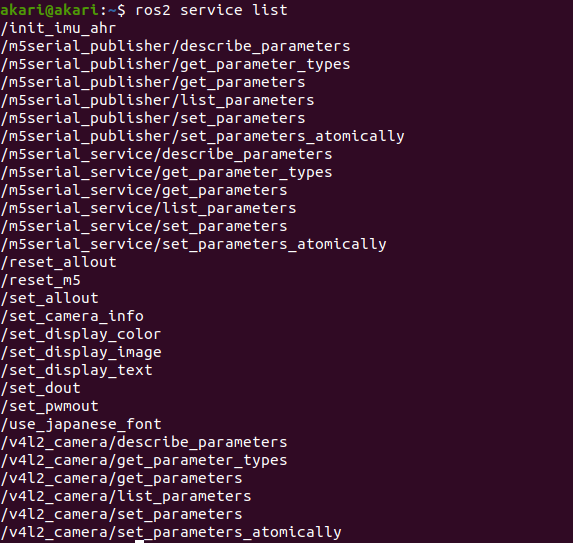 akari@akari:~$ ros2 service list
/init_imu_ahr
/m5serial_publisher/describe_parameters
/m5serial_publisher/get_parameter_types
/m5serial_publisher/get_parameters
/m5serial_publisher/list_parameters
/m5serial_publisher/set_parameters
/m5serial_publisher/set_parameters_atomically
/m5serial_service/describe_parameters
/m5serial_service/get_parameter_types
/m5serial_service/get_parameters
/m5serial_service/list_parameters
/m5serial_service/set_parameters
/m5serial_service/set_parameters_atomically
/reset_allout
/reset_m5
/set_allout
/set_camera_info
/set_display_color
/set_display_image
/set_display_text
/set_dout
/set_pwmout
/use_japanese_font
/v4l2_camera/describe_parameters
/v4l2_camera/get_parameter_types
/v4l2_camera/get_parameters
/v4l2_camera/list_parameters
/v4l2_camera/set_parameters
/v4l2_camera/set_parameters_atomically